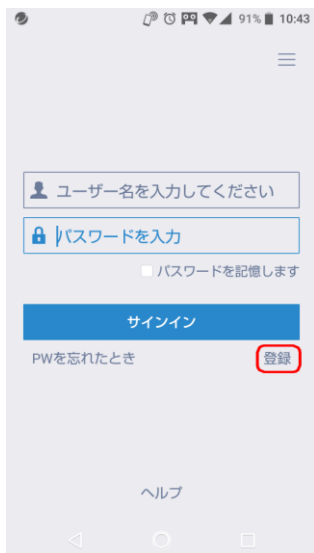 91% 10:43
ユーザー名を入力してください
パスワードを入力
パスワードを記憶します
サインイン
PWを忘れたとき 登録
ヘルプ